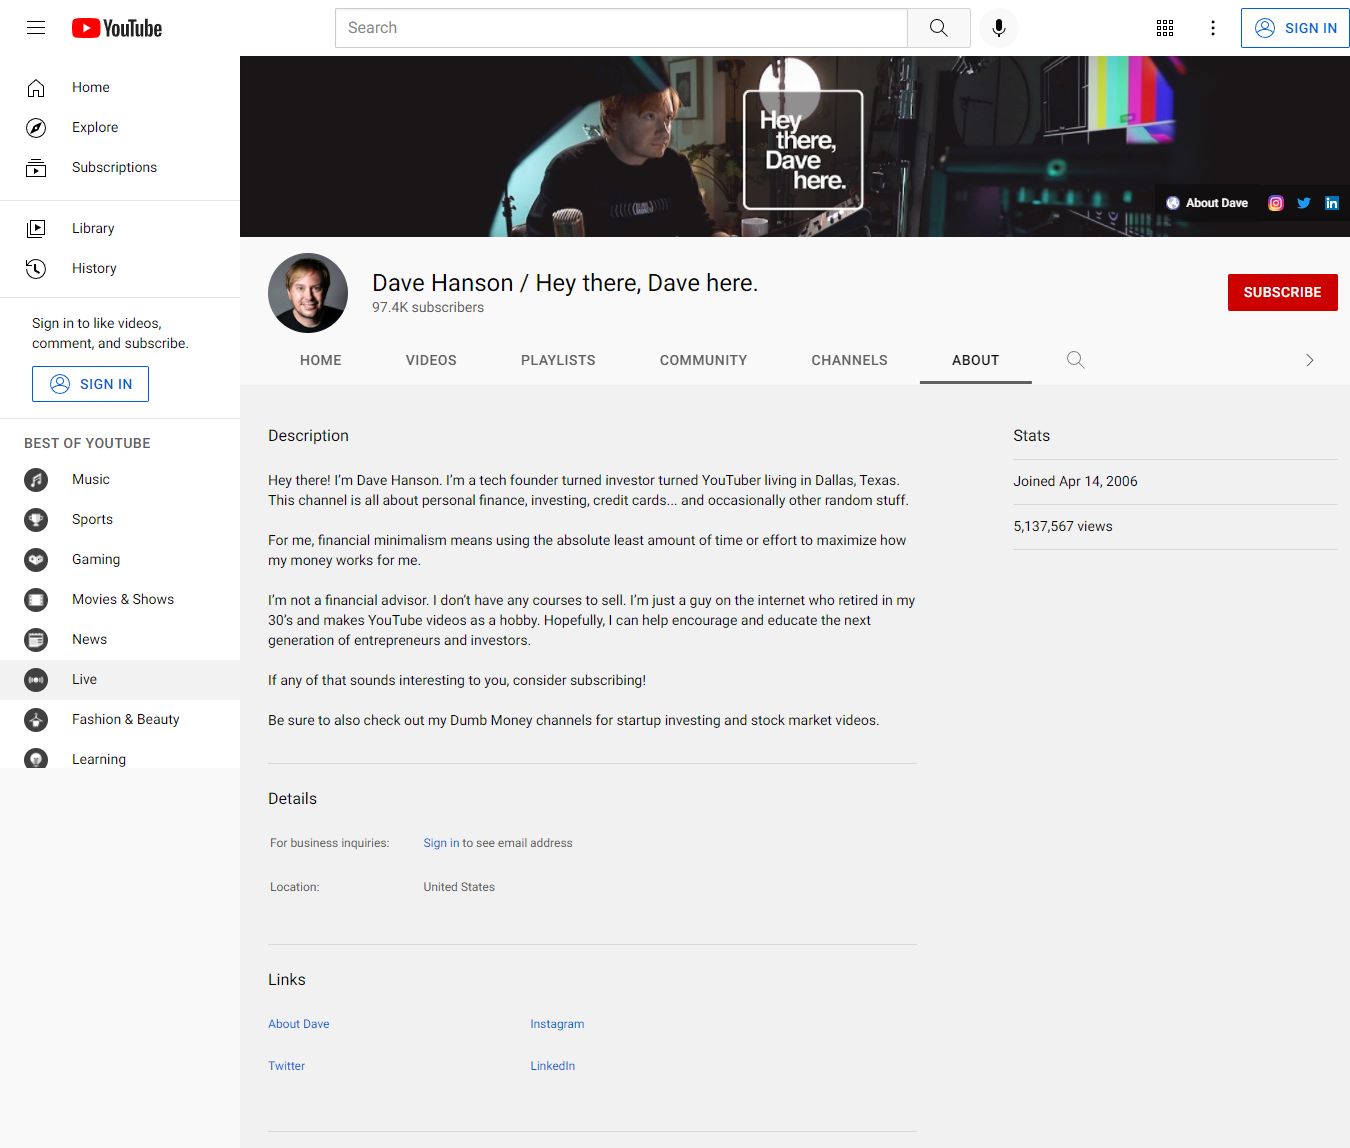 YouTube
Search
SIGN IN
Home
Explore
Subscriptions
Library
History
Sign in to like videos,
comment, and subscribe.
SIGN IN
BEST OF YOUTUBE
Music
Sports
Gaming
Movies & Shows
News
Live
Fashion & Beauty
Learning
Hey
there,
Dave
here.
About Dave
Dave Hanson / Hey there, Dave here.
97.4K subscribers
SUBSCRIBE
HOME VIDEOS PLAYLISTS COMMUNITY CHANNELS ABOUT
Description
Hey there! I’m Dave Hanson. I’m a tech founder turned investor turned YouTuber living in Dallas, Texas.
This channel is all about personal finance, investing, credit cards... and occasionally other random stuff.
For me, financial minimalism means using the absolute least amount of time or effort to maximize how
my money works for me.
I’m not a financial advisor. I don’t have any courses to sell. I’m just a guy on the internet who retired in my
30’s and makes YouTube videos as a hobby. Hopefully, I can help encourage and educate the next
generation of entrepreneurs and investors.
If any of that sounds interesting to you, consider subscribing!
Be sure to also check out my Dumb Money channels for startup investing and stock market videos.
Stats
Joined Apr 14, 2006
5,137,567 views
Details
For business inquiries: Sign in to see email address
Location: United States
Links
About Dave Instagram
Twitter LinkedIn